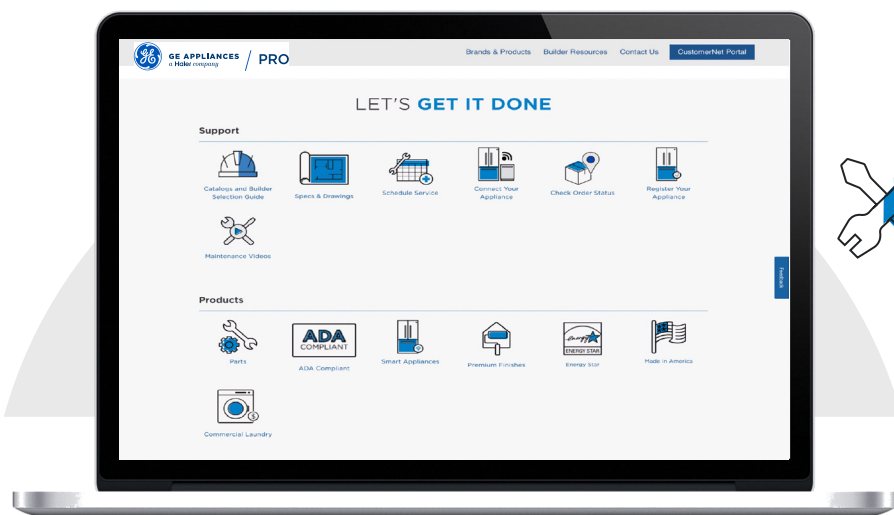 GE APPLIANCES
a Haier company
PRO
Brands & Products
Builder Resources
Contact Us
CustomerNet Portal
LET'S GET IT DONE
Support
Catalogs and Builder
Selection Guide
Specs & Drawings
Schedule Service
Connect Your
Appliance
Check Order Status
Register Your
Appliance
Maintenance Videos
Feedback
Products
Parts
ADA
COMPLIANT
ADA Compliant
Smart Appliances
Premium Finishes
energy
ENERGY STAR
Energy Star
Made in America
Commercial Laundry